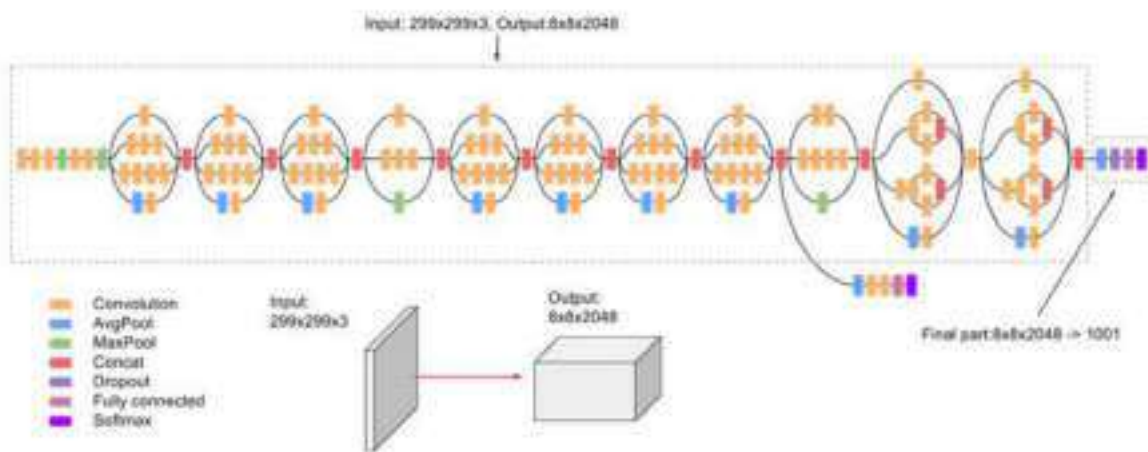 Input: 299x299x3, Output:8x8x2048
Convolution
AvgPool
MaxPool
Concat
Dropout
Fully connected
Softmax
Input:
299x299x3
Output:
8x8x2048
Final part:8x8x2048 -> 1001